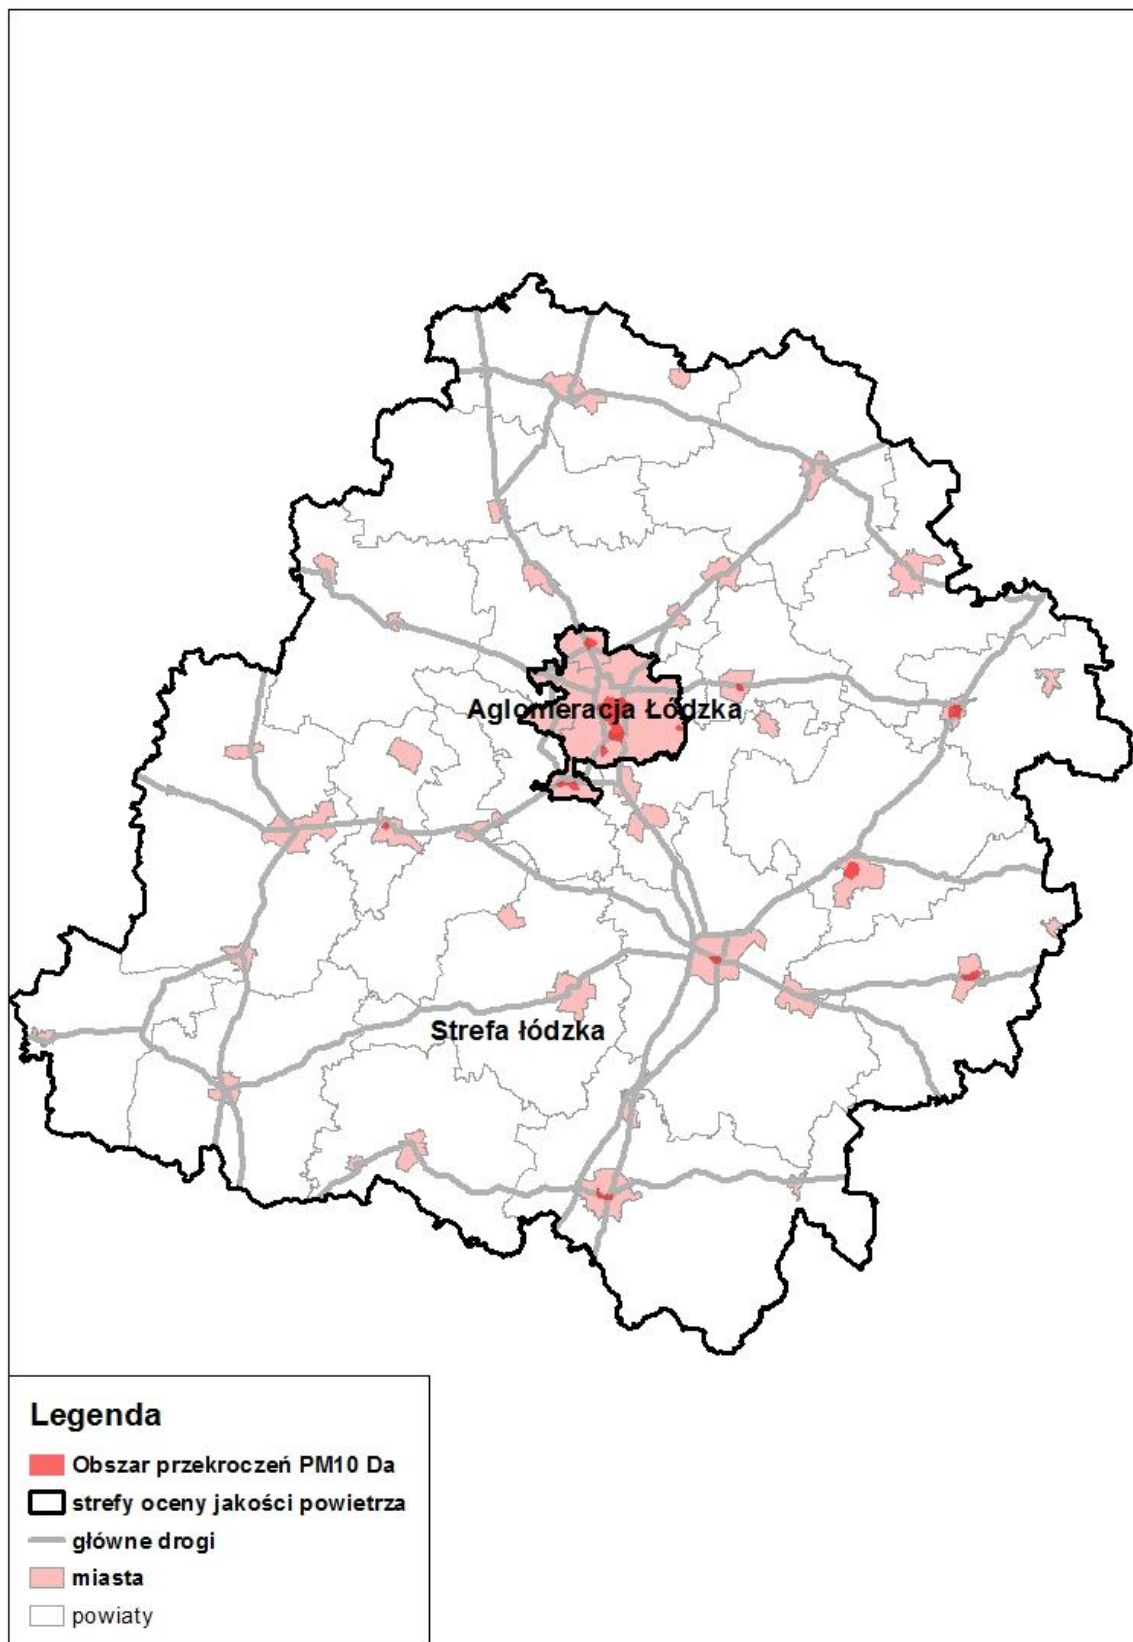 Aglomeracja Łódzka
Strefa łódzka
Legenda
Obszar przekroczeń PM10 Da
strefy oceny jakości powietrza
główne drogi
miasta
powiaty